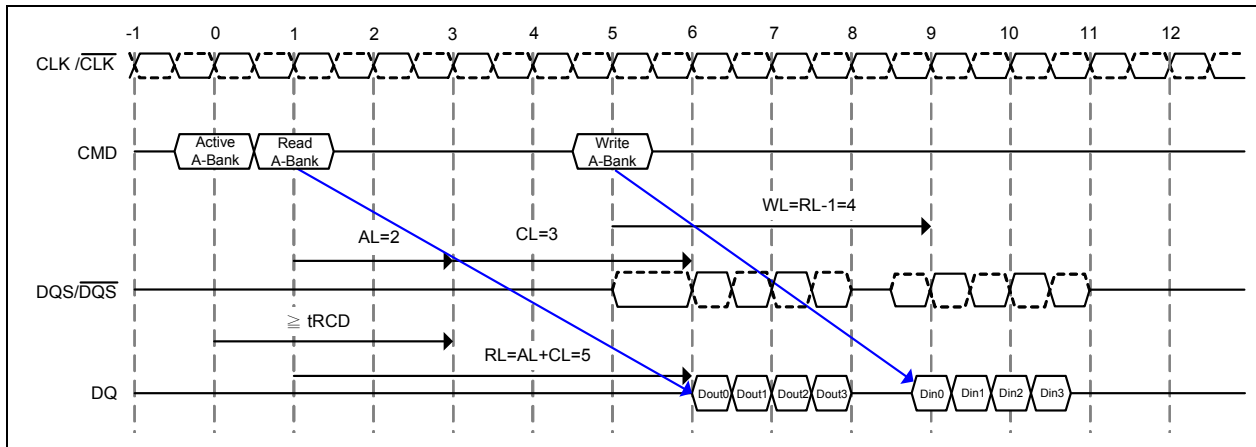 -1 0 1 2 3 4 5 6 7 8 9 10 11 12
CLK /C̅L̅K̅
CMD
Active
A-Bank
Read
A-Bank
Write
A-Bank
WL=RL-1=4
AL=2
CL=3
DQS/D̅Q̅S̅
≧ tRCD
RL=AL+CL=5
DQ
Dout0 Dout1 Dout2 Dout3 Din0 Din1 Din2 Din3